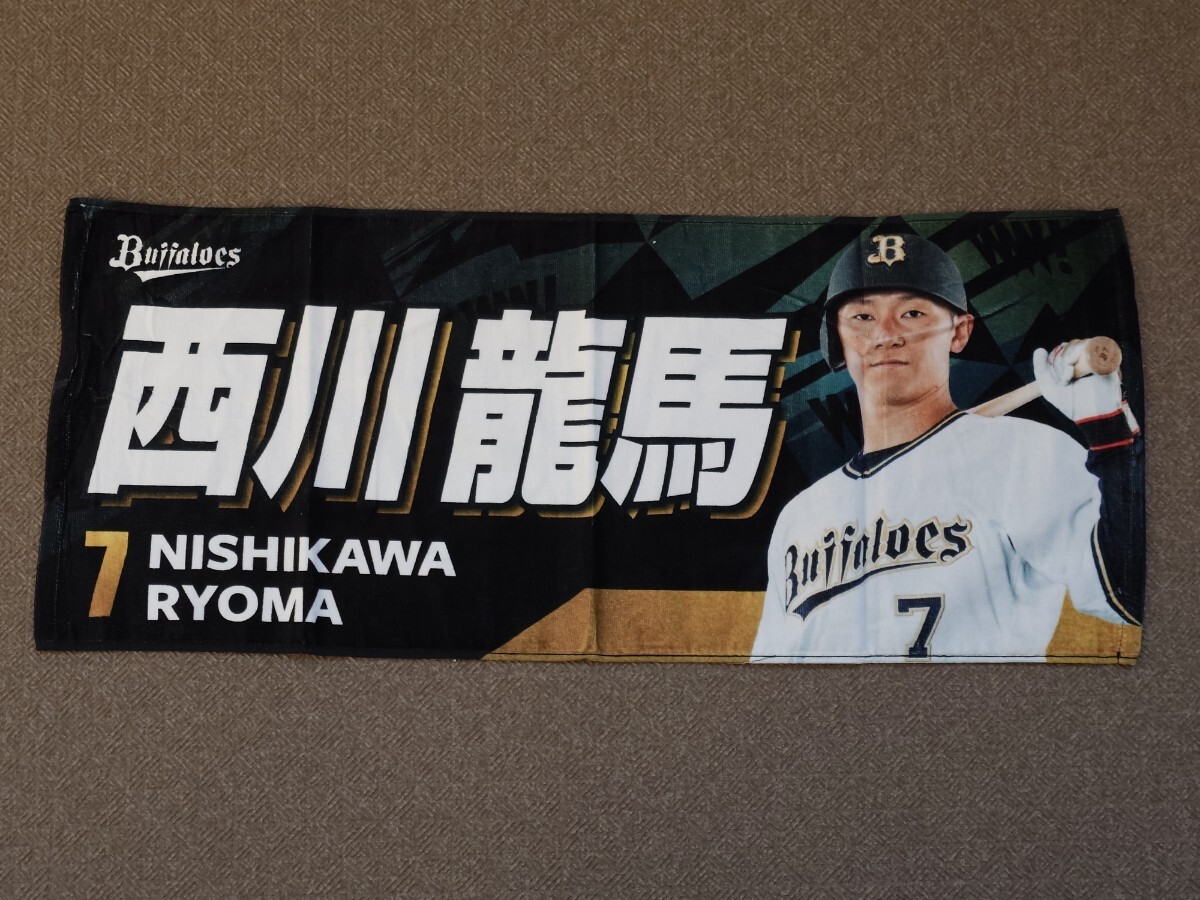 Buffaloes
西川 龍馬
7
NISHIKAWA
RYOMA
B
Buffaloes
7